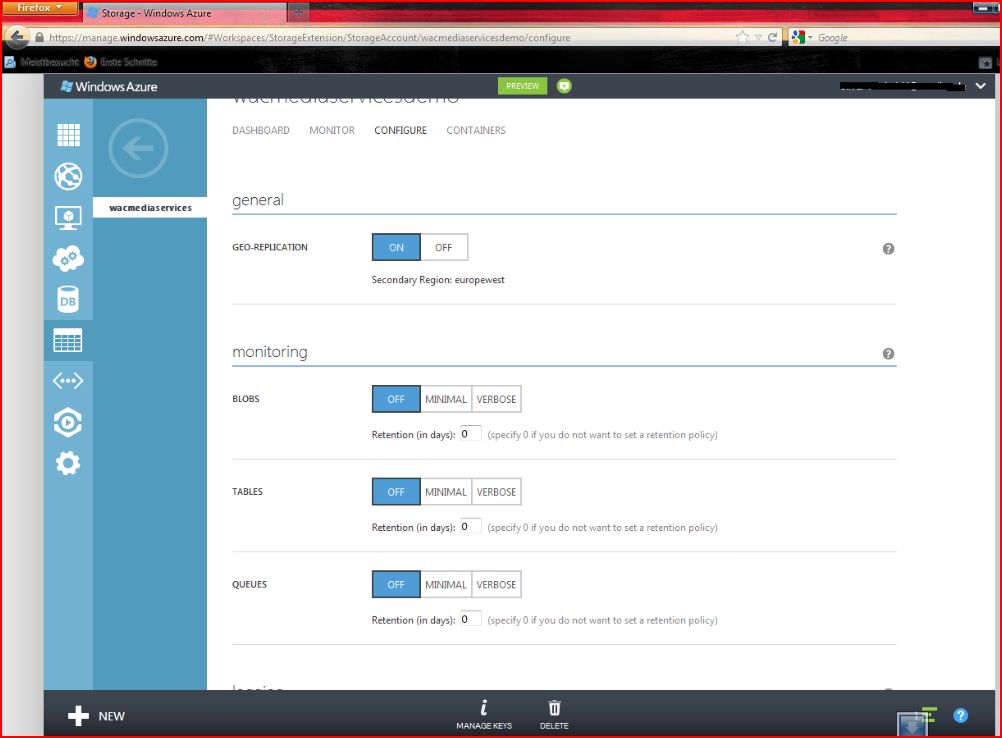 Firefox
Storage - Windows Azure
https://manage.windowsazure.com/#Workspaces/StorageExtension/StorageAccount/wacmediaservicesdemo/configure
Google
Meistbesucht Erste Schritte
Windows Azure
PREVIEW
wacmediaservicesdemo
DASHBOARD MONITOR CONFIGURE CONTAINERS
wacmediaservices
general
GEO-REPLICATION ON OFF ?
Secondary Region: europewest
monitoring ?
BLOBS OFF MINIMAL VERBOSE
Retention (in days): 0 (specify 0 if you do not want to set a retention policy)
DB
TABLES OFF MINIMAL VERBOSE
Retention (in days): 0 (specify 0 if you do not want to set a retention policy)
QUEUES OFF MINIMAL VERBOSE
Retention (in days): 0 (specify 0 if you do not want to set a retention policy)
logging
NEW
MANAGE KEYS
DELETE
?